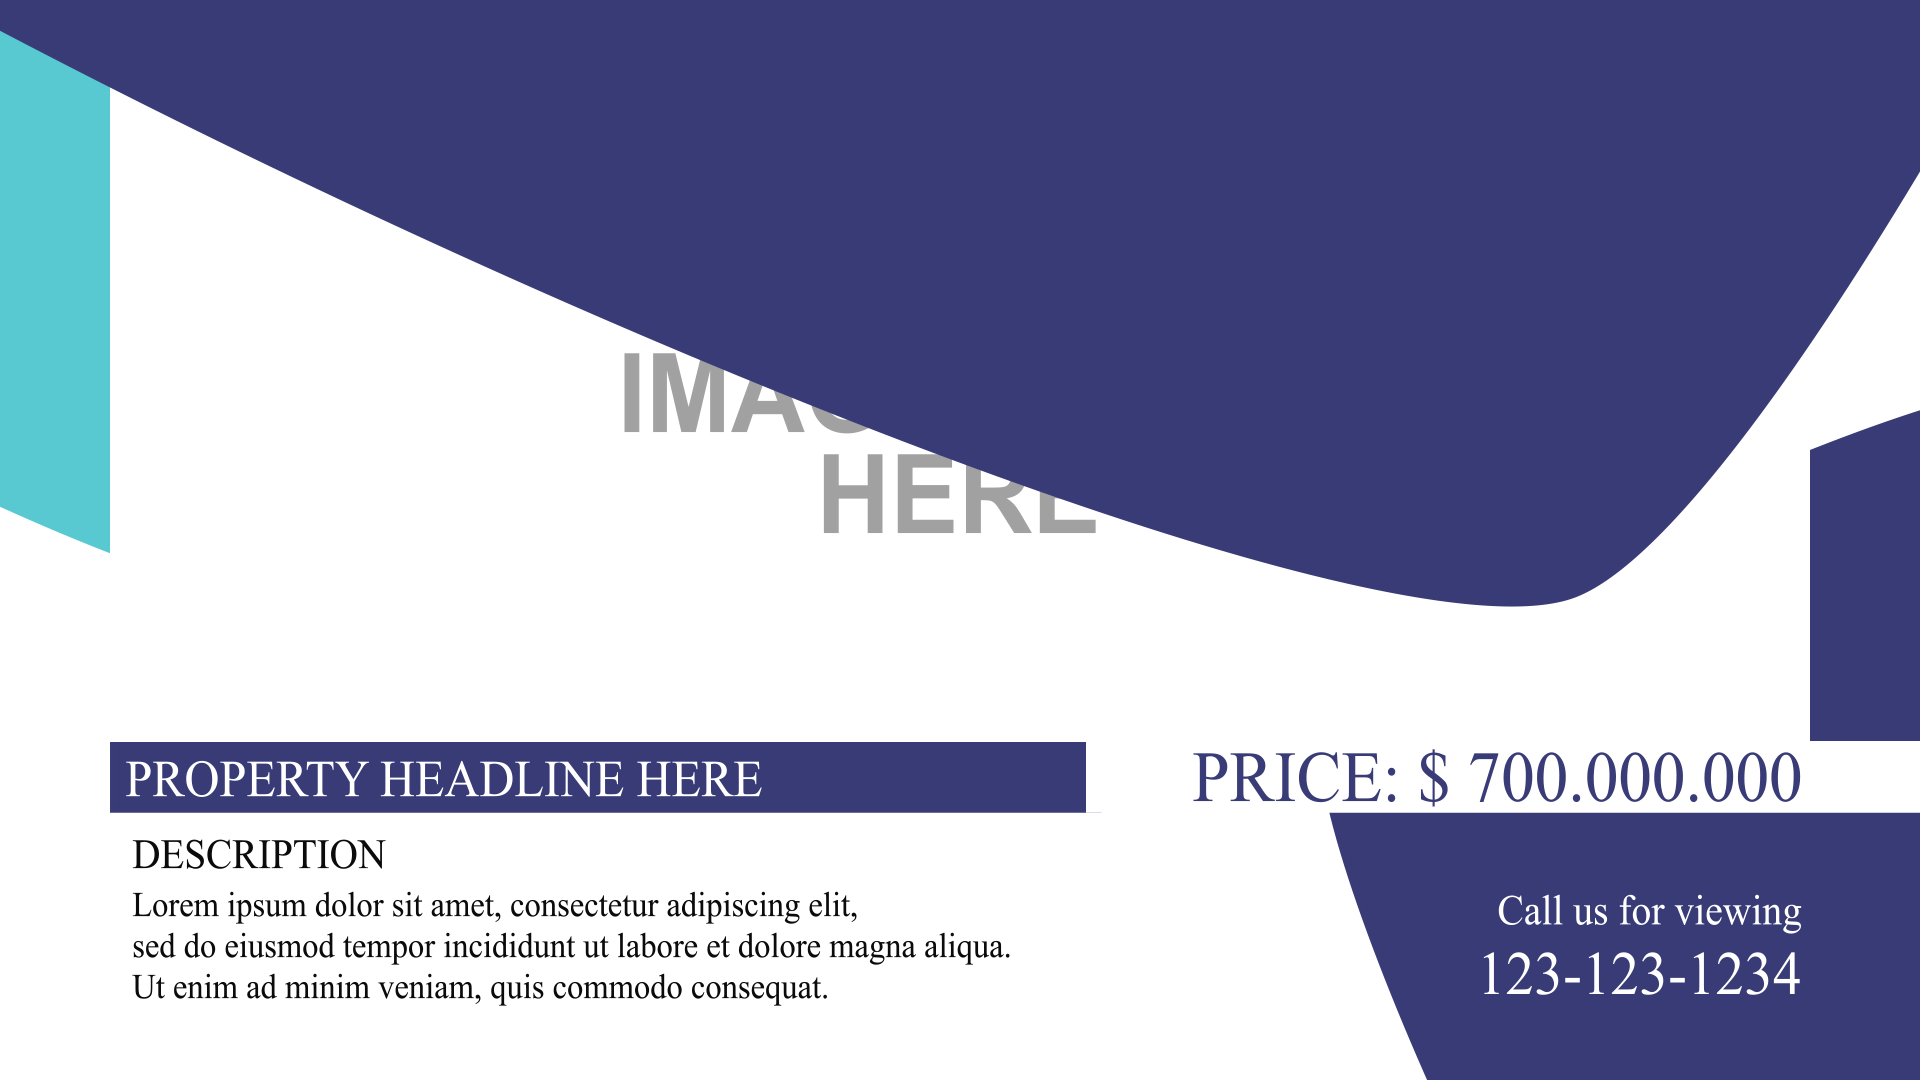 HERE
PROPERTY HEADLINE HERE
PRICE: $ 700.000.000
DESCRIPTION
Lorem ipsum dolor sit amet, consectetur adipiscing elit,
sed do eiusmod tempor incididunt ut labore et dolore magna aliqua.
Ut enim ad minim veniam, quis commodo consequat.
Call us for viewing
123-123-1234